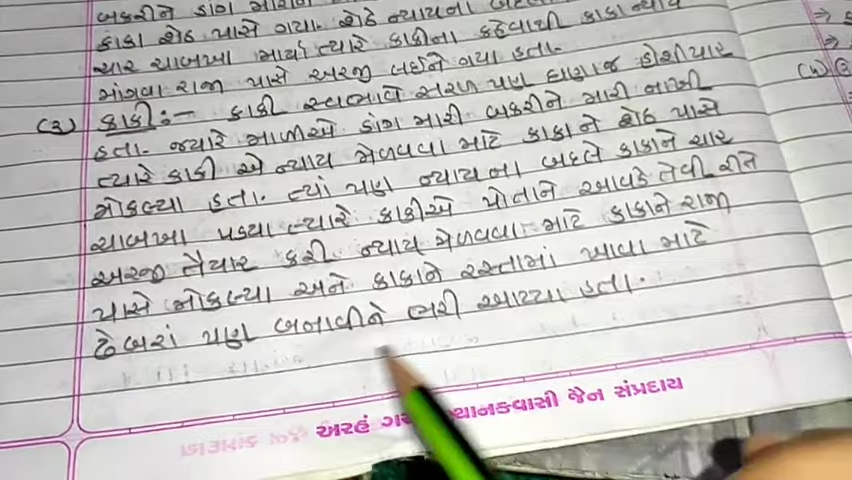 બકરીને ડાંગ મારીને
કાકા શેઠ પાસે ગયા. શેઠે ન્યાયના બદલે
ચાર ચાબખા માર્યા ત્યારે કાકીના કહેવાથી કાકા ન્યાય
માંગવા રાજા પાસે અરજી લઈને ગયા હતા.
(૩) કાકી :- કાકી સ્વભાવે સરળ પણ ઘણા જ હોશીયાર
હતા. જ્યારે માળીએ ડાંગ મારી બકરીને મારી નાખી
ત્યારે કાકી એ ન્યાય મેળવવા માટે કાકાને શેઠ પાસે
મોકલ્યા હતા. ત્યાં પણ ન્યાયના બદલે કાકાને ચાર
ચાબખા પડ્યા ત્યારે કાકીએ પોતાને આવડે તેવી રીતે
અરજી તૈયાર કરી ન્યાય મેળવવા માટે કાકાને રાજા
પાસે મોકલ્યા અને કાકાને રસ્તામાં ખાવા માટે
ઢેબરાં પણ બનાવીને ભરી આપ્યા હતા.
અરહં સ્થાનકવાસી જૈન સંપ્રદાય